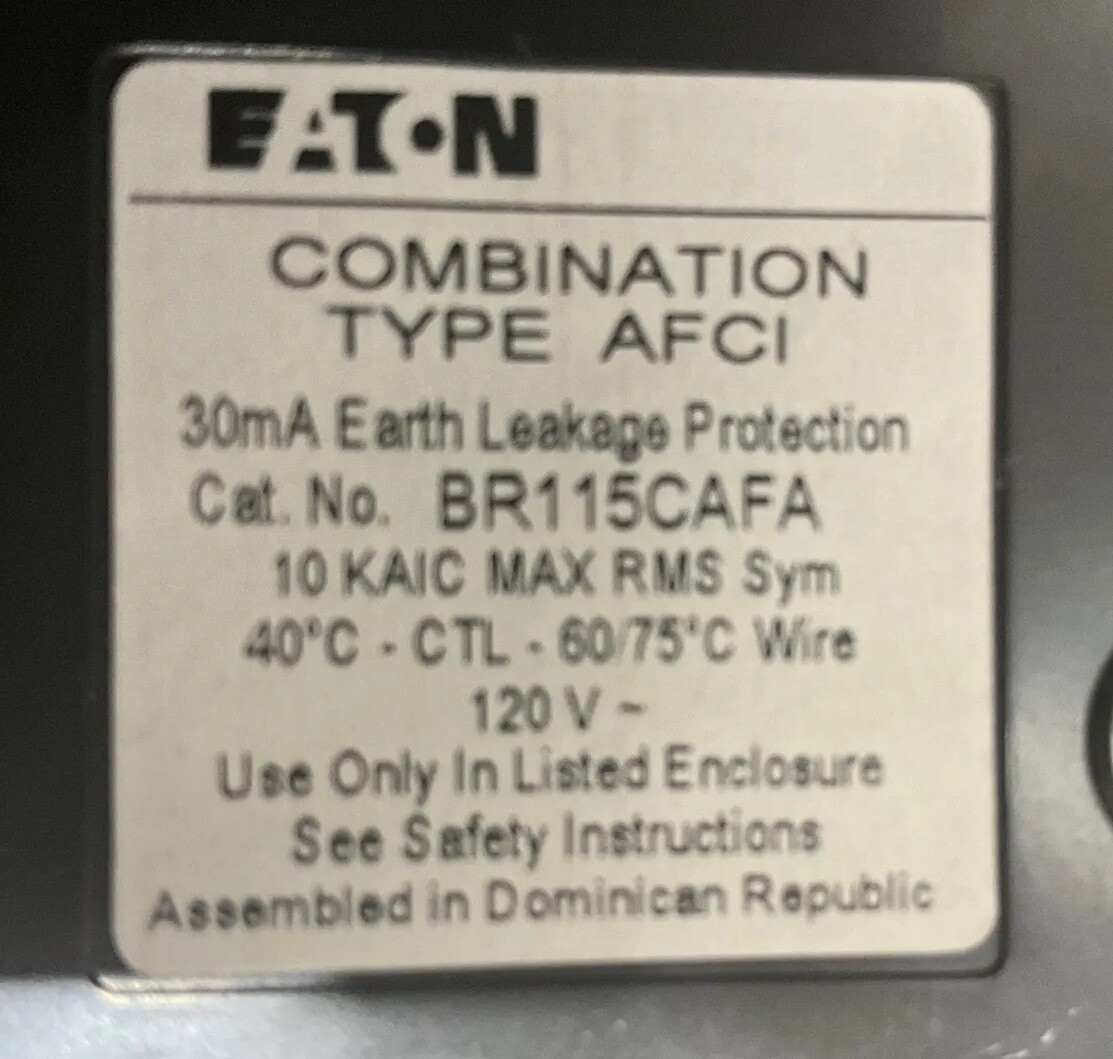 EATON
COMBINATION
TYPE AFCI
30mA Earth Leakage Protection
Cat. No. BR115CAFA
10 KAIC MAX RMS Sym
40°C - CTL - 60/75°C Wire
120 V ~
Use Only In Listed Enclosure
See Safety Instructions
Assembled in Dominican Republic